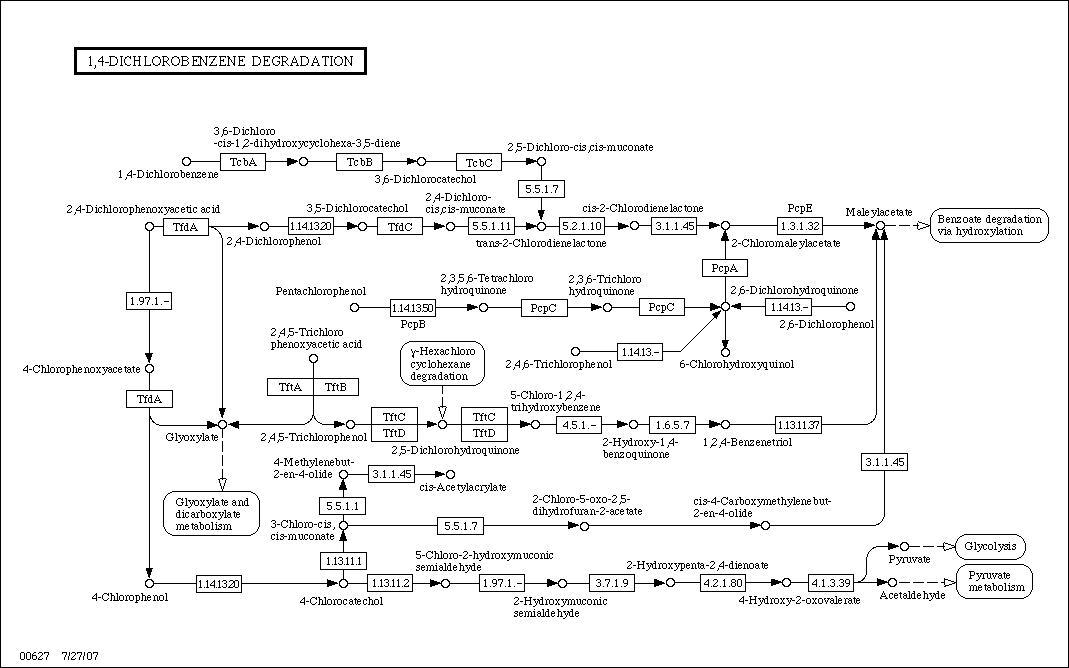 1,4-DICHLOROBENZENE DEGRADATION
3,6-Dichloro
-cis-1,2-dihydroxycyclohexa-3,5-diene
2,5-Dichloro-cis,cis-muconate
TcbA
TcbB
TcbC
1,4-Dichlorobenzene
3,6-Dichlorocatechol
5.5.1.7
2,4-Dichlorophenoxyacetic acid
3,5-Dichlorocatechol
2,4-Dichloro-
cis,cis-muconate
cis-2-Chlorodienelactone
PcpE
Maleylacetate
TfdA
1.14.13.20
TfdC
5.5.1.11
5.2.1.10
3.1.1.45
1.3.1.32
Benzoate degradation
via hydroxylation
2,4-Dichlorophenol
trans-2-Chlorodienelactone
2-Chloromaleylacetate
PcpA
1.97.1.-
Pentachlorophenol
2,3,5,6-Tetrachloro
hydroquinone
2,3,6-Trichloro
hydroquinone
2,6-Dichlorohydroquinone
1.14.13.50
PcpC
PcpC
1.14.13.-
PcpB
2,6-Dichlorophenol
2,4,5-Trichloro
phenoxyacetic acid
γ-Hexachloro
cyclohexane
degradation
1.14.13.-
2,4,6-Trichlorophenol
6-Chlorohydroxyquinol
4-Chlorophenoxyacetate
TftA
TftB
TfdA
5-Chloro-1,2,4-
trihydroxybenzene
TftC
TftD
TftC
TftD
4.5.1.-
1.6.5.7
1.13.11.37
Glyoxylate
2,4,5-Trichlorophenol
2,5-Dichlorohydroquinone
2-Hydroxy-1,4-
benzoquinone
1,2,4-Benzenetriol
4-Methylenebut-
2-en-4-olide
3.1.1.45
3.1.1.45
cis-Acetylacrylate
Glyoxylate and
dicarboxylate
metabolism
5.5.1.1
2-Chloro-5-oxo-2,5-
dihydrofuran-2-acetate
cis-4-Carboxymethylenebut-
2-en-4-olide
3-Chloro-cis,
cis-muconate
5.5.1.7
1.13.11.1
5-Chloro-2-hydroxymuconic
semialdehyde
2-Hydroxypenta-2,4-dienoate
Pyruvate
Glycolysis
1.14.13.20
1.13.11.2
1.97.1.-
3.7.1.9
4.2.1.80
4.1.3.39
Pyruvate
metabolism
4-Chlorophenol
4-Chlorocatechol
2-Hydroxymuconic
semialdehyde
4-Hydroxy-2-oxovalerate
Acetaldehyde
00627 7/27/07